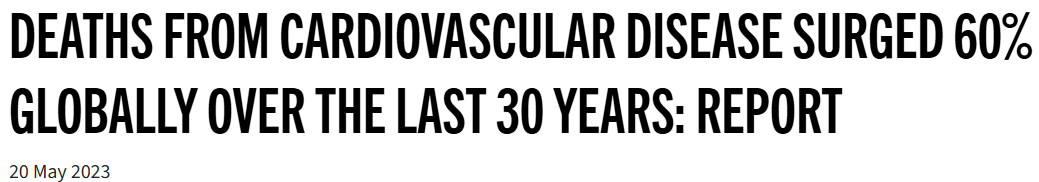 DEATHS FROM CARDIOVASCULAR DISEASE SURGED 60%
GLOBALLY OVER THE LAST 30 YEARS: REPORT
20 May 2023